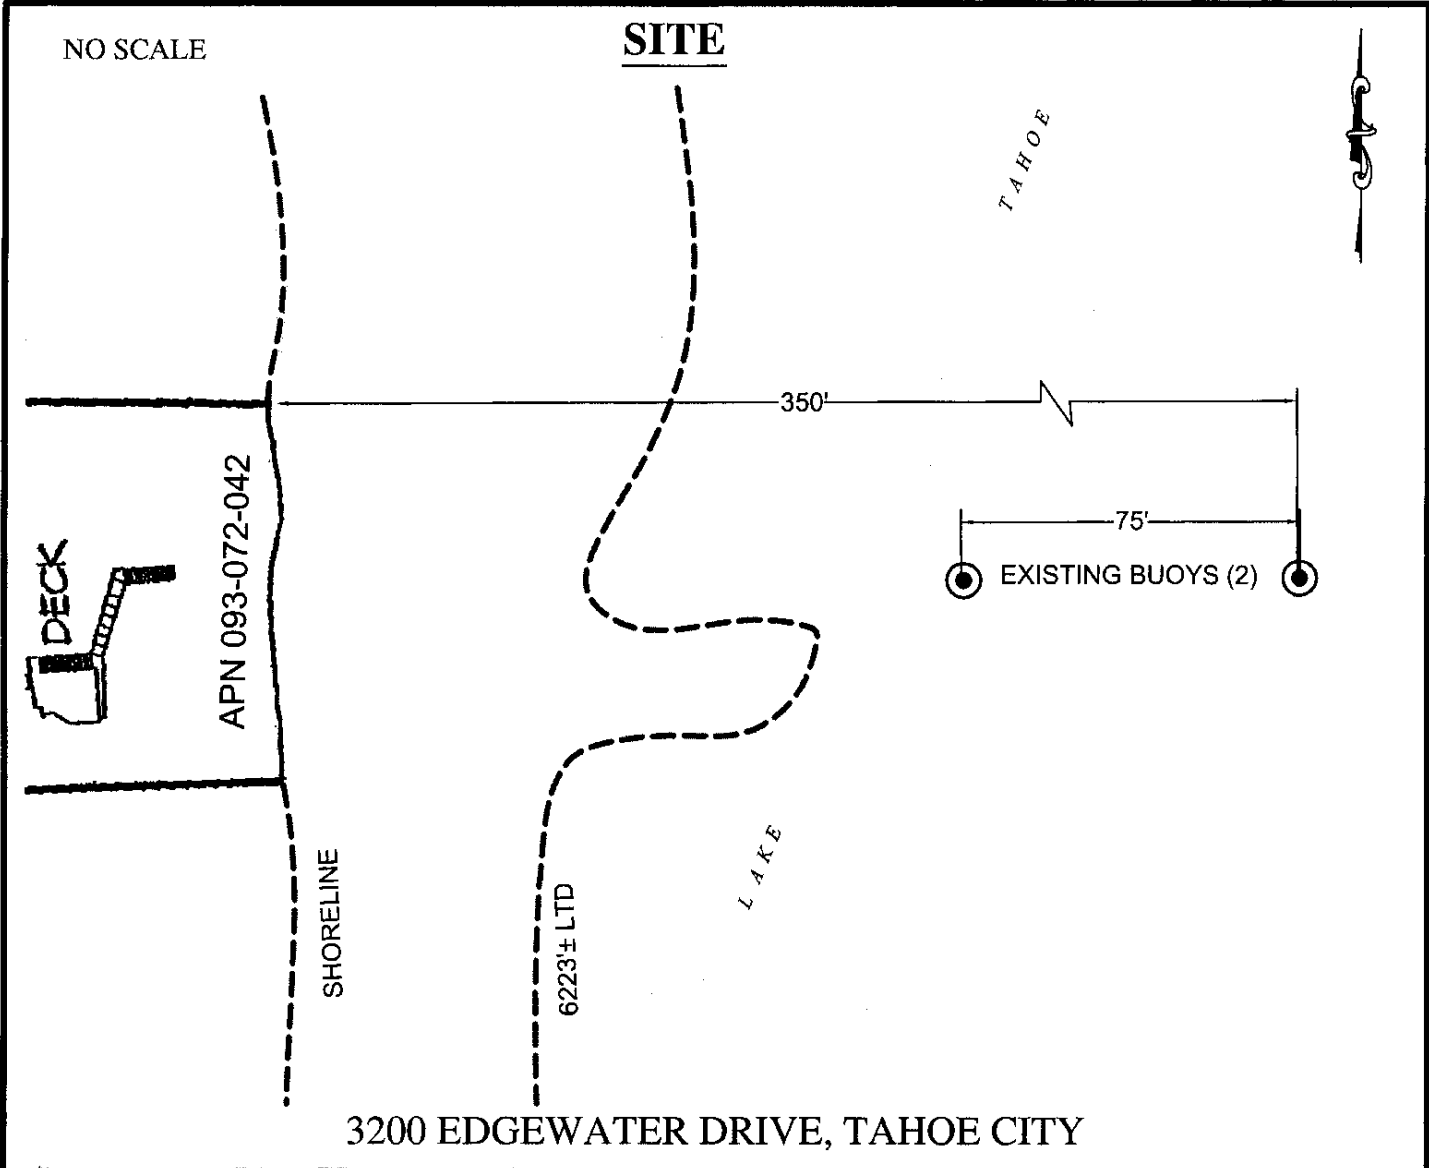 NO SCALE
SITE
TAHOE
350'
75'
EXISTING BUOYS (2)
DECK
APN 093-072-042
SHORELINE
6223'± LTD
LAKE
3200 EDGEWATER DRIVE, TAHOE CITY